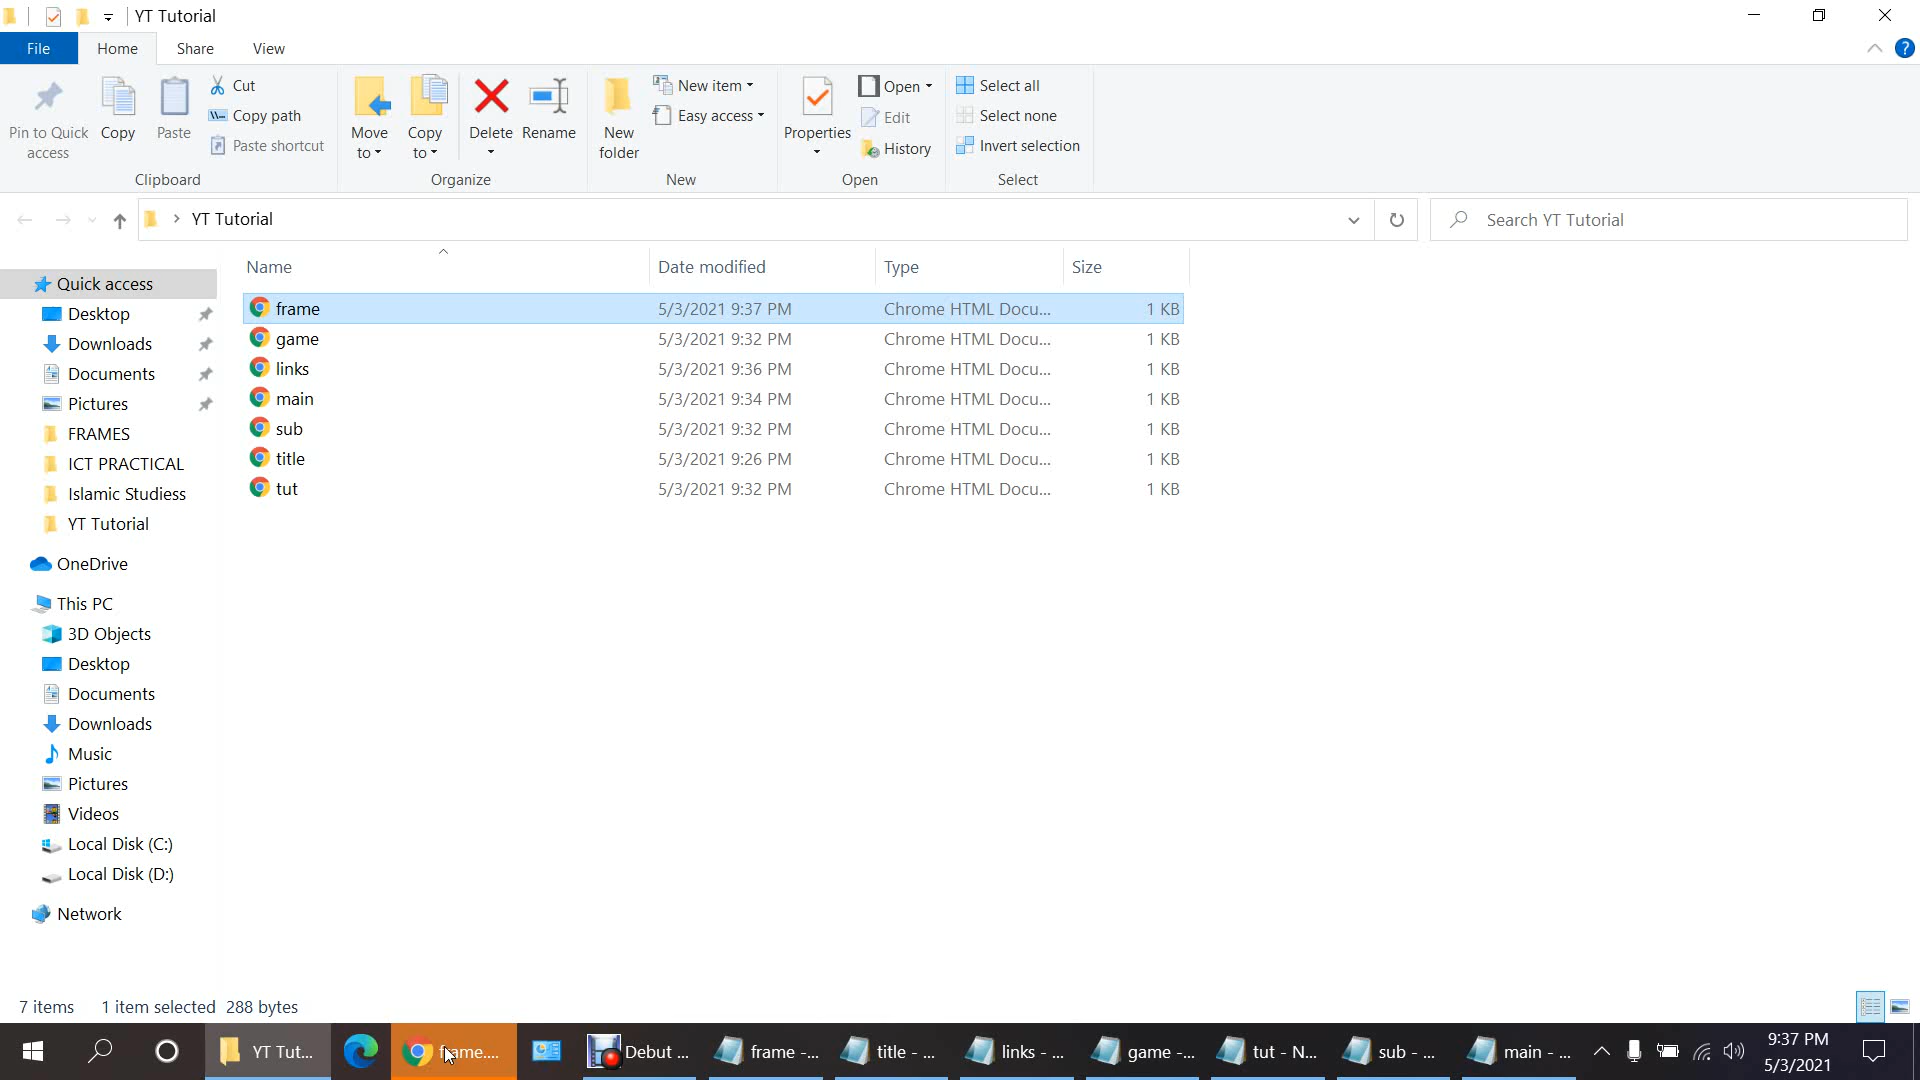 YT Tutorial
File Home Share View
Pin to Quick access
Copy
Paste
Cut
Copy path
Paste shortcut
Clipboard
Move to
Copy to
Delete
Rename
Organize
New folder
New item
Easy access
New
Properties
Open
Edit
History
Open
Select all
Select none
Invert selection
Select
YT Tutorial
Search YT Tutorial
Name Date modified Type Size
frame 5/3/2021 9:37 PM Chrome HTML Docu... 1 KB
game 5/3/2021 9:32 PM Chrome HTML Docu... 1 KB
links 5/3/2021 9:36 PM Chrome HTML Docu... 1 KB
main 5/3/2021 9:34 PM Chrome HTML Docu... 1 KB
sub 5/3/2021 9:32 PM Chrome HTML Docu... 1 KB
title 5/3/2021 9:26 PM Chrome HTML Docu... 1 KB
tut 5/3/2021 9:32 PM Chrome HTML Docu... 1 KB
Quick access
Desktop
Downloads
Documents
Pictures
FRAMES
ICT PRACTICAL
Islamic Studiess
YT Tutorial
OneDrive
This PC
3D Objects
Desktop
Documents
Downloads
Music
Pictures
Videos
Local Disk (C:)
Local Disk (D:)
Network
7 items 1 item selected 288 bytes
YT Tut... frame.... Debut ... frame -... title - ... links - ... game -... tut - N... sub - ... main - ... 9:37 PM
5/3/2021